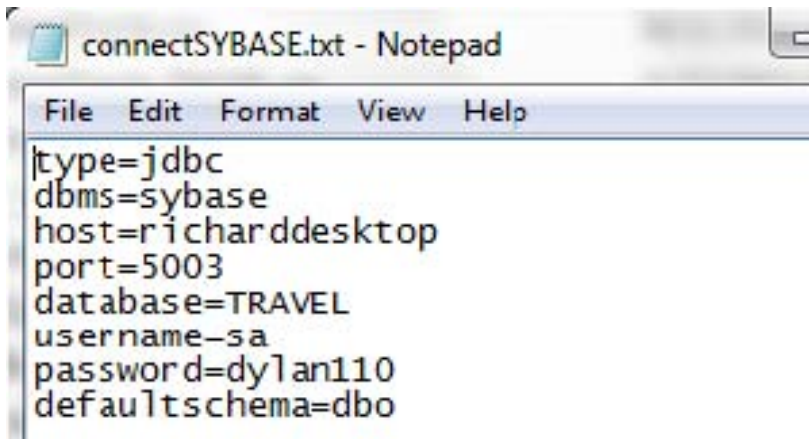 connectSYBASE.txt - Notepad
File Edit Format View Help
type=jdbc
dbms=sybase
host=richarddesktop
port=5003
database=TRAVEL
username=sa
password=dylan110
defaultschema=dbo